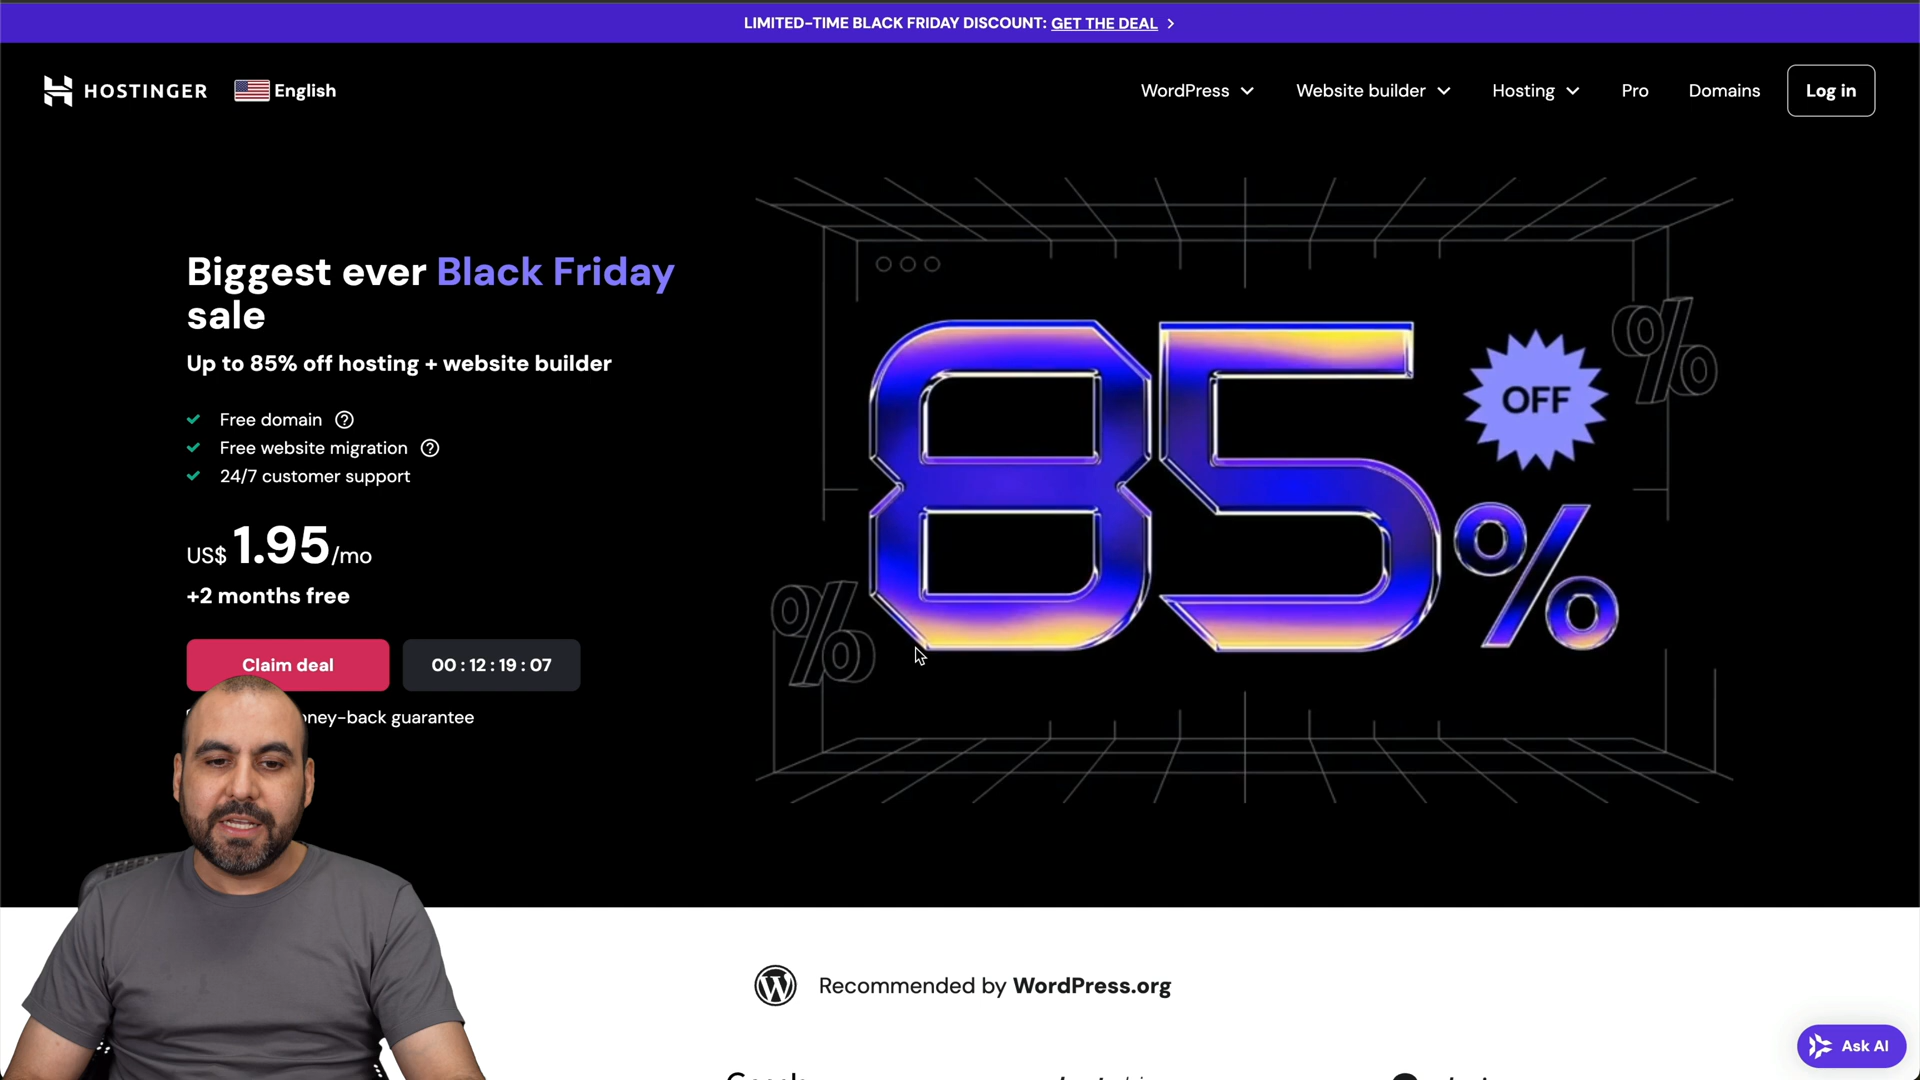 LIMITED-TIME BLACK FRIDAY DISCOUNT: GET THE DEAL
HOSTINGER
English
WordPress
Website builder
Hosting
Pro
Domains
Log in
Biggest ever Black Friday
sale
Up to 85% off hosting + website builder
Free domain
Free website migration
24/7 customer support
US$ 1.95/mo
+2 months free
Claim deal
00 : 12 : 19 : 07
ney-back guarantee
85%
OFF
%
%
Recommended by WordPress.org
Ask AI